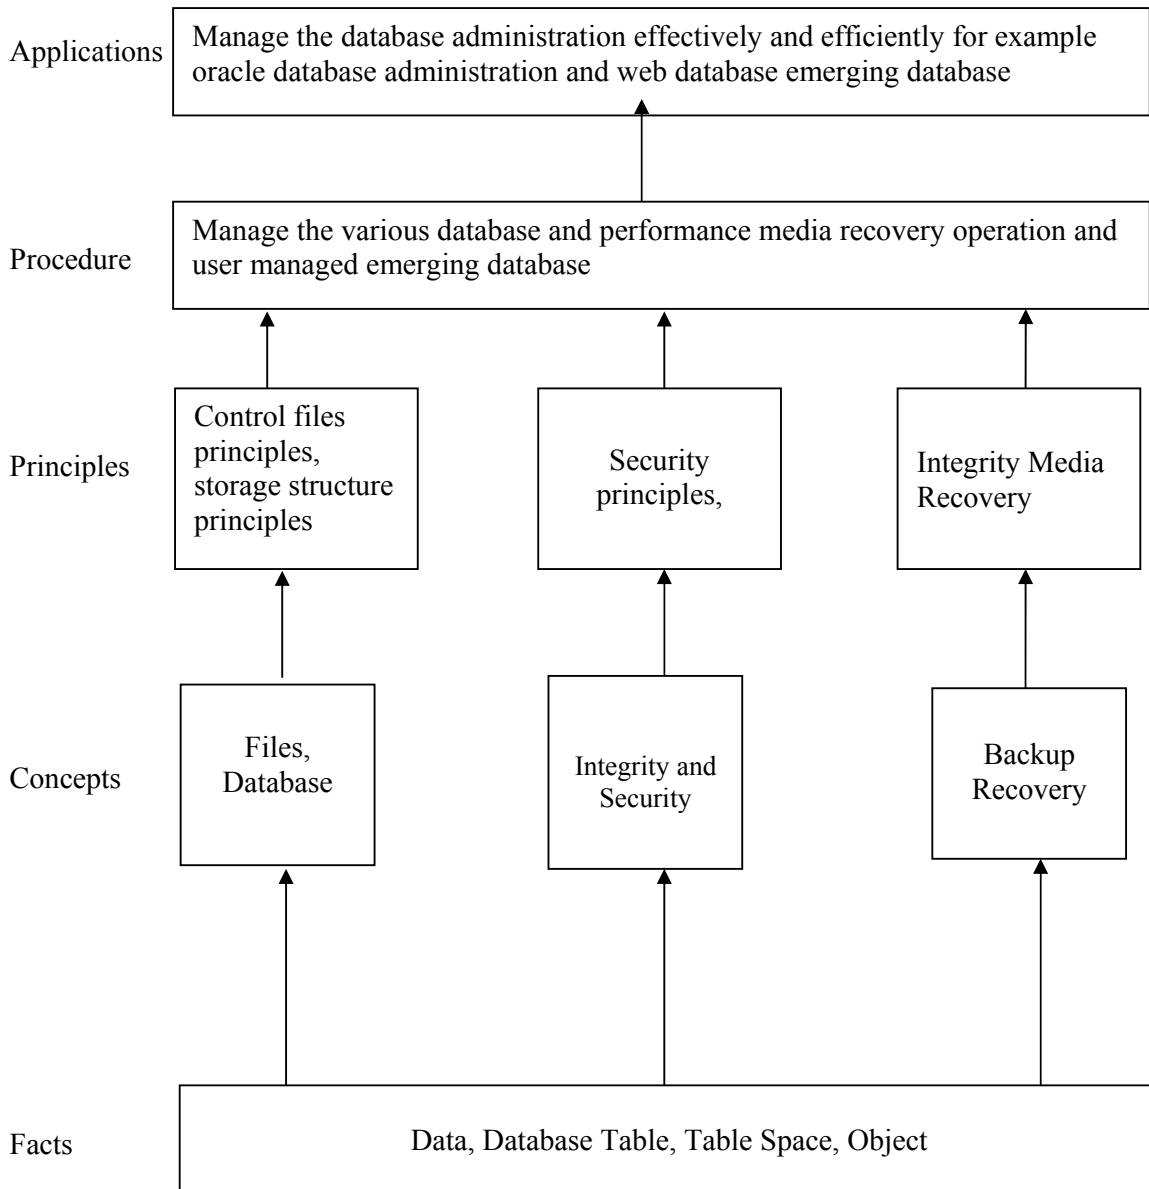 Applications
Manage the database administration effectively and efficiently for example
oracle database administration and web database emerging database
Procedure
Manage the various database and performance media recovery operation and
user managed emerging database
Principles
Control files
principles,
storage structure
principles
Security
principles,
Integrity Media
Recovery
Concepts
Files,
Database
Integrity and
Security
Backup
Recovery
Facts
Data, Database Table, Table Space, Object